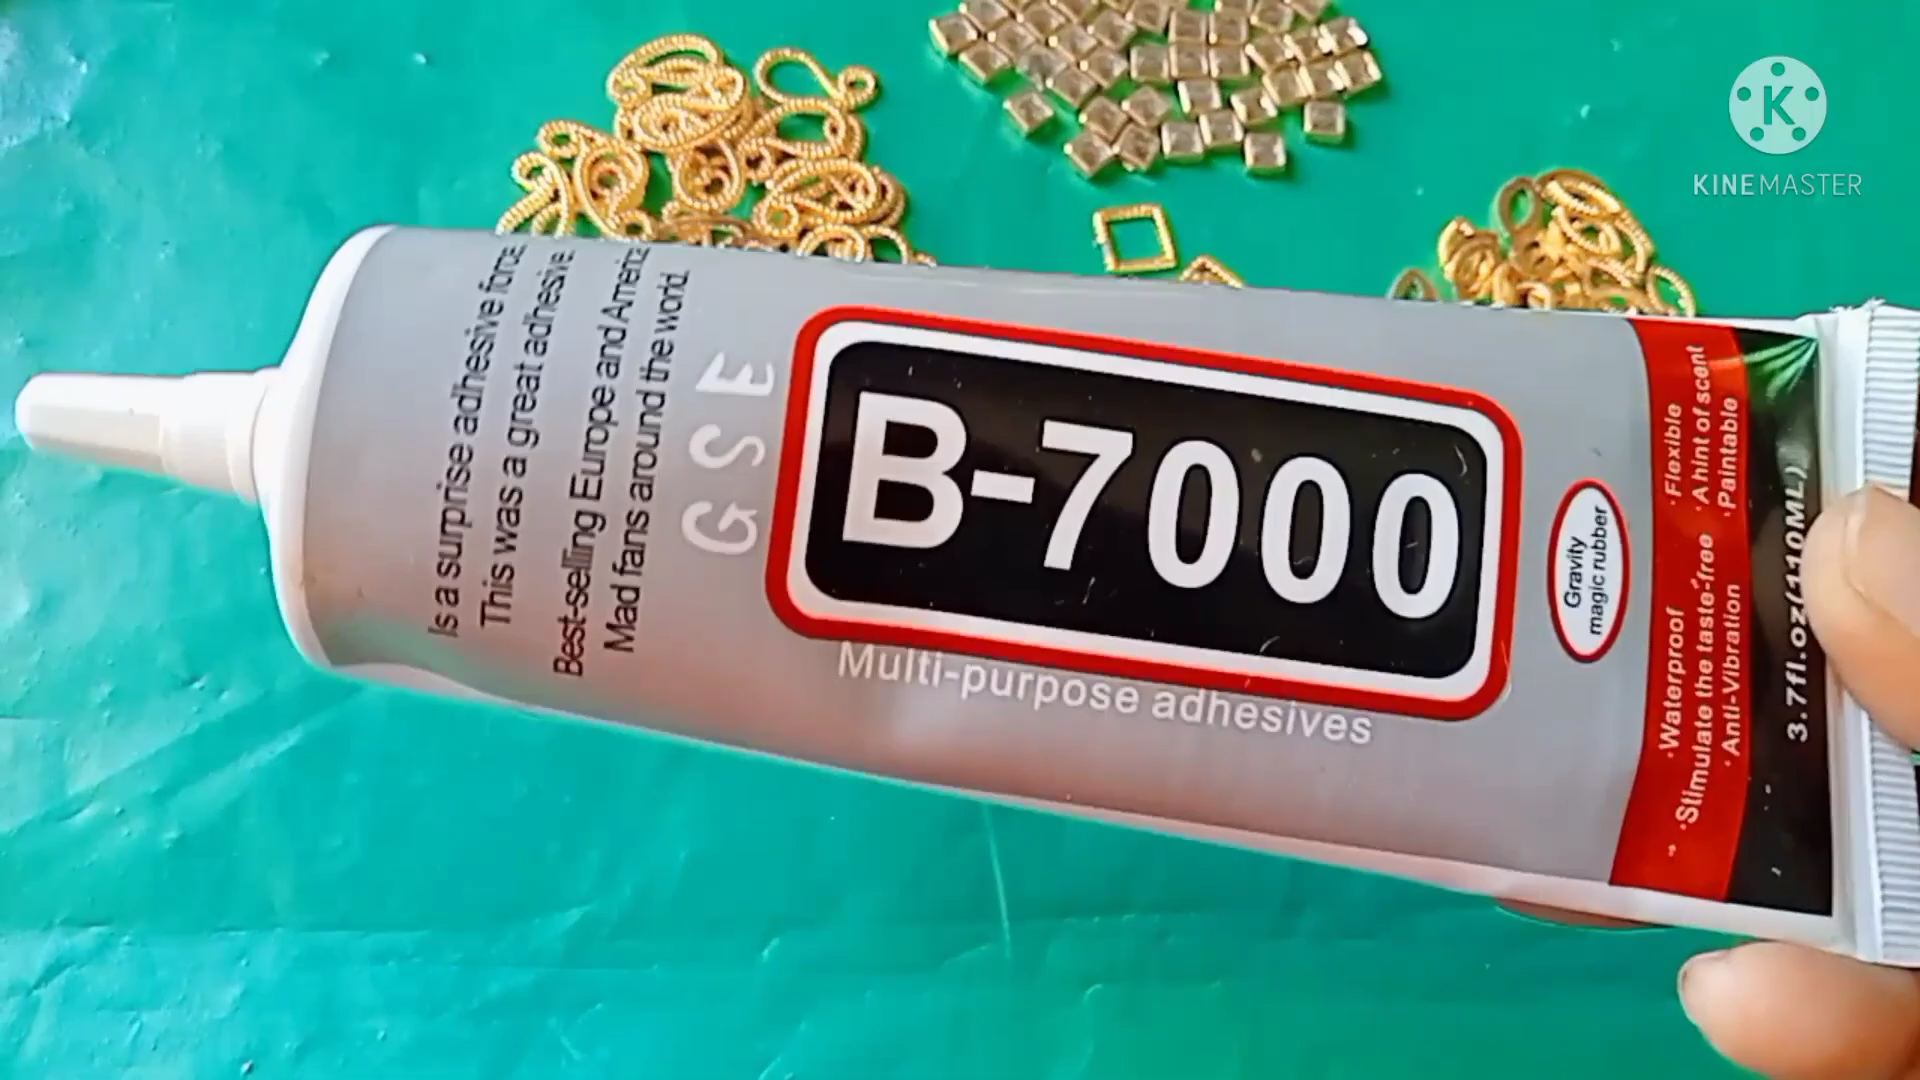 KINEMASTER
Is a surprise adhesive force.
This was a great adhesive.
Best-selling Europe and America
Mad fans around the world.
GSE
B-7000
Multi-purpose adhesives
Gravity
magic rubber
·Waterproof ·Flexible
·Stimulate the taste-free ·A hint of scent
·Anti-Vibration ·Paintable
3.7fl.oz(110ML)